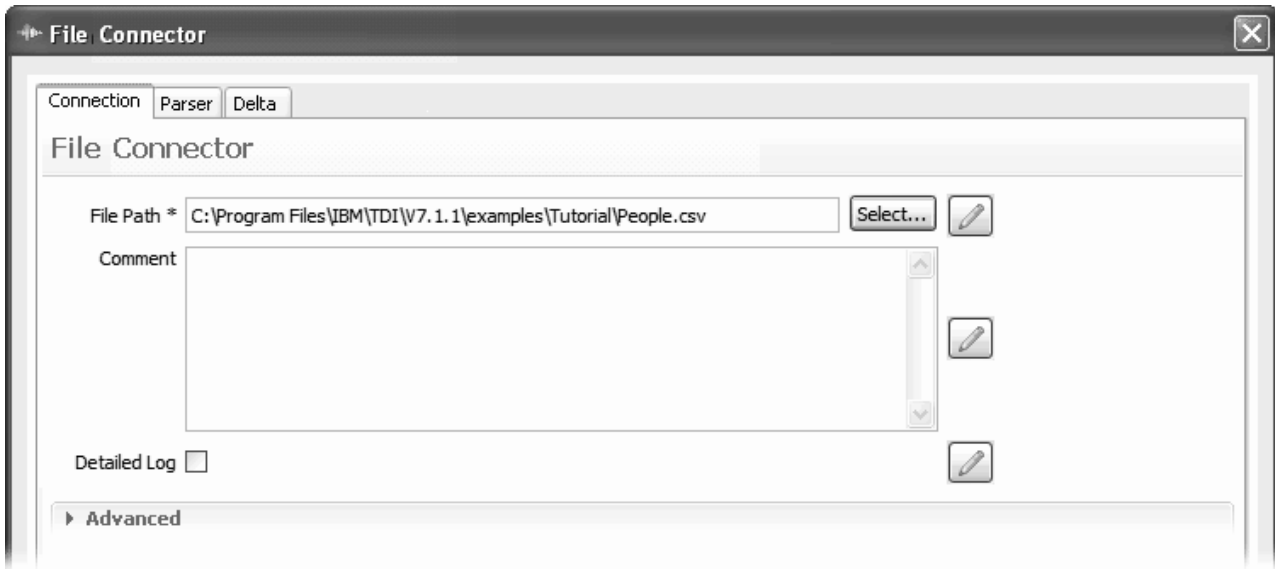 File Connector
Connection Parser Delta
File Connector
File Path * C:\Program Files\IBM\TDI\V7.1.1\examples\Tutorial\People.csv Select...
Comment
Detailed Log
Advanced